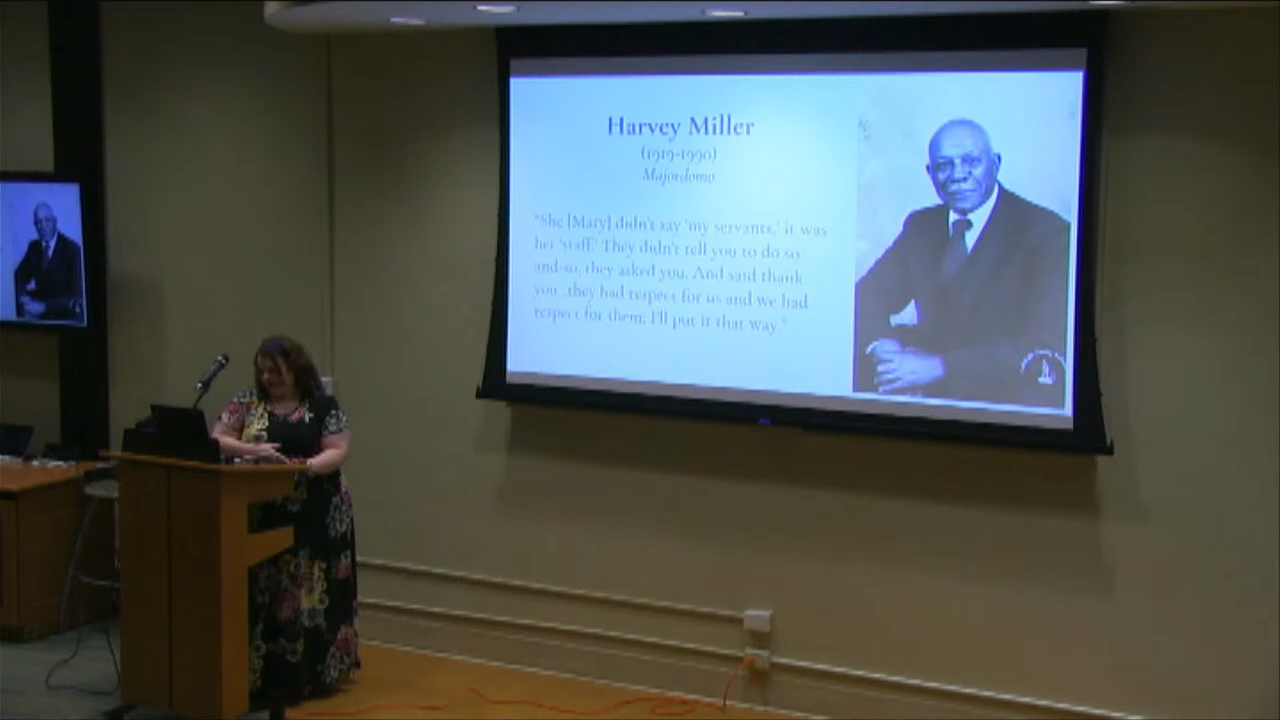 Harvey Miller
(1919-1990)
Majordomo
"She [Mary] didn't say 'my servants,' it was
her 'staff.' They didn't tell you to do so
and-so, they asked you. And said thank
you...they had respect for us and we had
respect for them; I'll put it that way."